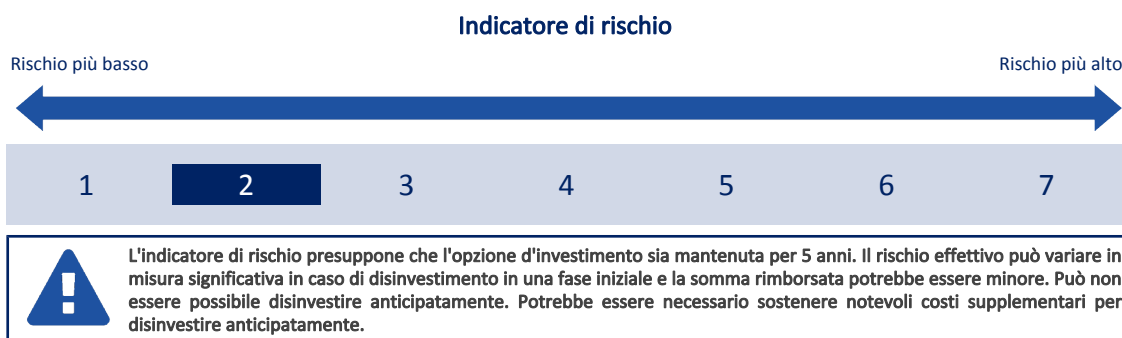 Indicatore di rischio
Rischio più basso
Rischio più alto
1 2 3 4 5 6 7
L'indicatore di rischio presuppone che l'opzione d'investimento sia mantenuta per 5 anni. Il rischio effettivo può variare in
misura significativa in caso di disinvestimento in una fase iniziale e la somma rimborsata potrebbe essere minore. Può non
essere possibile disinvestire anticipatamente. Potrebbe essere necessario sostenere notevoli costi supplementari per
disinvestire anticipatamente.